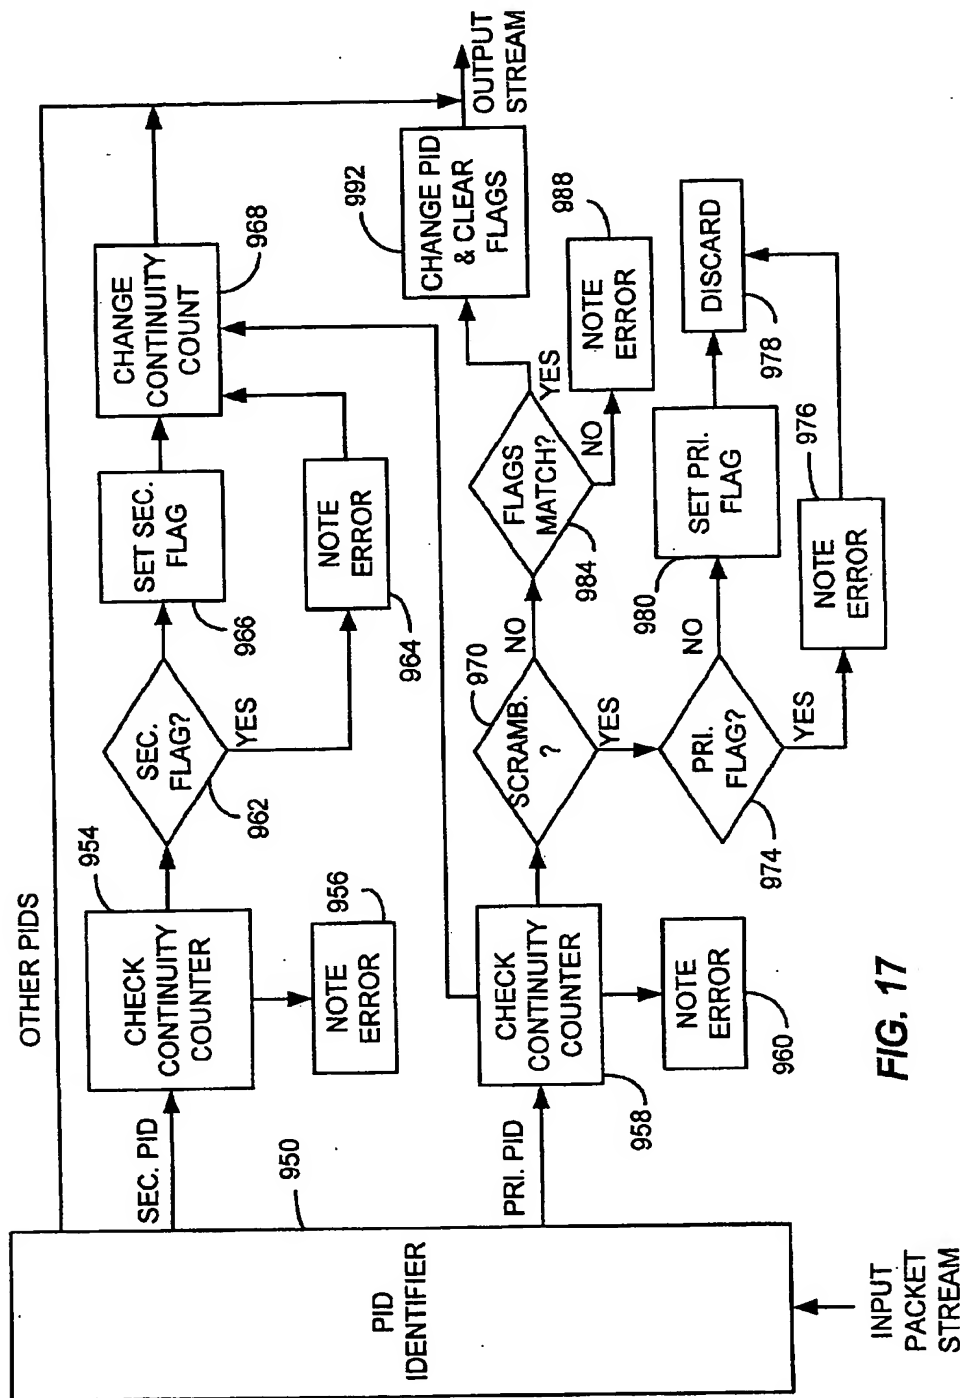 OTHER PIDS
PID
IDENTIFIER
950
INPUT
PACKET
STREAM
SEC. PID
CHECK
CONTINUITY
COUNTER
954
NOTE
ERROR
956
SEC.
FLAG?
962
YES
SET SEC.
FLAG
966
NOTE
ERROR
964
CHANGE
CONTINUITY
COUNT
968
PRI. PID
CHECK
CONTINUITY
COUNTER
958
NOTE
ERROR
960
SCRAMB.
?
970
NO
YES
FLAGS
MATCH?
984
YES
NO
CHANGE PID
& CLEAR
FLAGS
992
OUTPUT
STREAM
NOTE
ERROR
988
PRI.
FLAG?
974
NO
YES
SET PRI.
FLAG
980
DISCARD
978
NOTE
ERROR
976
FIG. 17